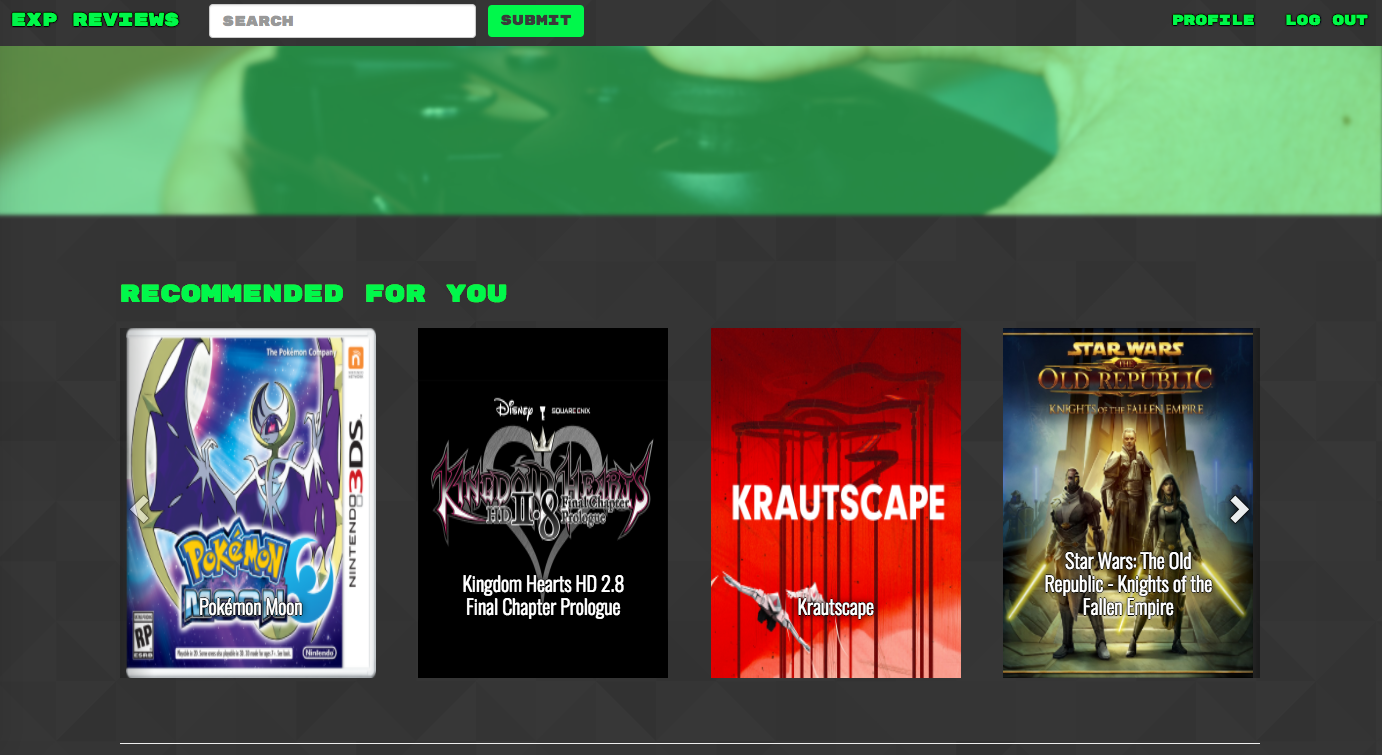 EXP REVIEWS
SEARCH
SUBMIT
PROFILE
LOG OUT
RECOMMENDED FOR YOU
The Pokémon Company
NINTENDO 3DS.
POKéMON
MOON
Pokémon Moon
RP
ESRB
Nintendo
Disney
SQUARE ENIX
KINGDOM HEARTS
HD II.8
Final Chapter
Prologue
Kingdom Hearts HD 2.8
Final Chapter Prologue
KRAUTSCAPE
Krautscape
STAR WARS
THE
OLD REPUBLIC
KNIGHTS OF THE FALLEN EMPIRE
Star Wars: The Old
Republic - Knights of the
Fallen Empire